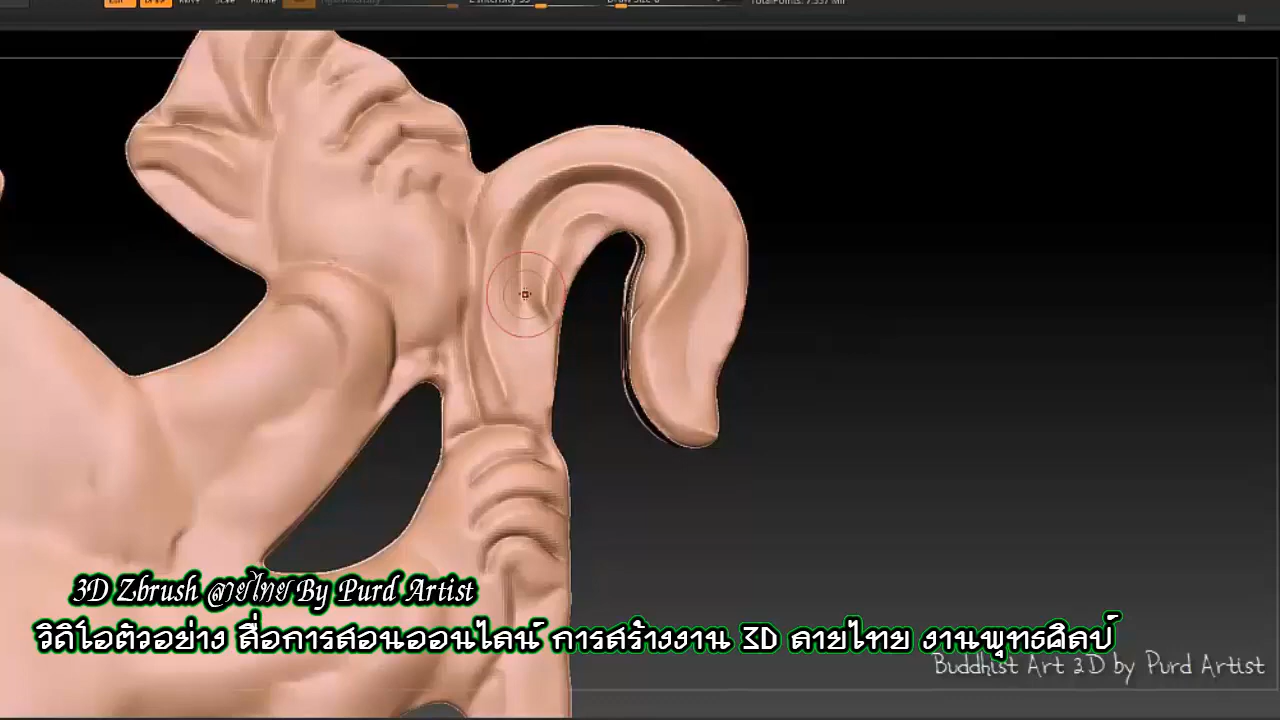 3D Zbrush ลายไทย By Purd Artist
วิดีโอตัวอย่าง สื่อการสอนออนไลน์ การสร้างงาน 3D ลายไทย งานพุทธศิลป์
Buddhist Art 3D by Purd Artist